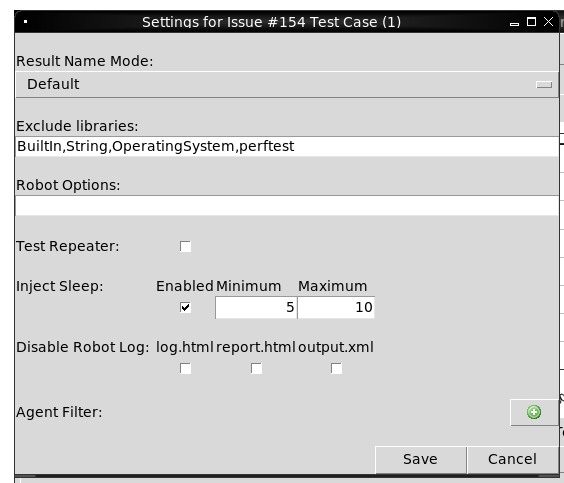 Settings for Issue #154 Test Case (1)
Result Name Mode:
Default
Exclude libraries:
BuiltIn,String,OperatingSystem,perftest
Robot Options:
Test Repeater:
Inject Sleep: Enabled Minimum Maximum
5 10
Disable Robot Log: log.html report.html output.xml
Agent Filter:
Save Cancel